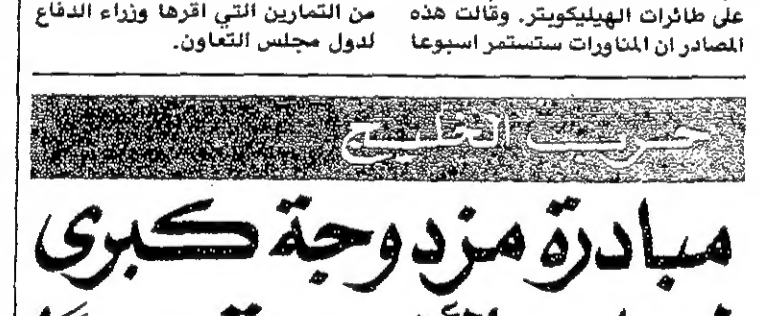 على طائرات الهيليكوبتر. وقالت هذه
المصادر ان المناورات ستستمر اسبوعا
من التمارين التي اقرها وزراء الدفاع
لدول مجلس التعاون.
حرب الخليج
مبادرة مزدوجة كبرى